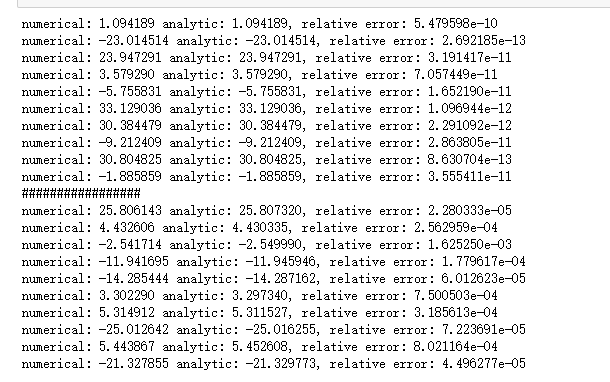 numerical: 1.094189 analytic: 1.094189, relative error: 5.479598e-10
numerical: -23.014514 analytic: -23.014514, relative error: 2.692185e-13
numerical: 23.947291 analytic: 23.947291, relative error: 3.191417e-11
numerical: 3.579290 analytic: 3.579290, relative error: 7.057449e-11
numerical: -5.755831 analytic: -5.755831, relative error: 1.652190e-11
numerical: 33.129036 analytic: 33.129036, relative error: 1.096944e-12
numerical: 30.384479 analytic: 30.384479, relative error: 2.291092e-12
numerical: -9.212409 analytic: -9.212409, relative error: 2.863805e-11
numerical: 30.804825 analytic: 30.804825, relative error: 8.630704e-13
numerical: -1.885859 analytic: -1.885859, relative error: 3.555411e-11
#################
numerical: 25.806143 analytic: 25.807320, relative error: 2.280333e-05
numerical: 4.432606 analytic: 4.430335, relative error: 2.562959e-04
numerical: -2.541714 analytic: -2.549990, relative error: 1.625250e-03
numerical: -11.941695 analytic: -11.945946, relative error: 1.779617e-04
numerical: -14.285444 analytic: -14.287162, relative error: 6.012623e-05
numerical: 3.302290 analytic: 3.297340, relative error: 7.500503e-04
numerical: 5.314912 analytic: 5.311527, relative error: 3.185613e-04
numerical: -25.012642 analytic: -25.016255, relative error: 7.223691e-05
numerical: 5.443867 analytic: 5.452608, relative error: 8.021164e-04
numerical: -21.327855 analytic: -21.329773, relative error: 4.496277e-05